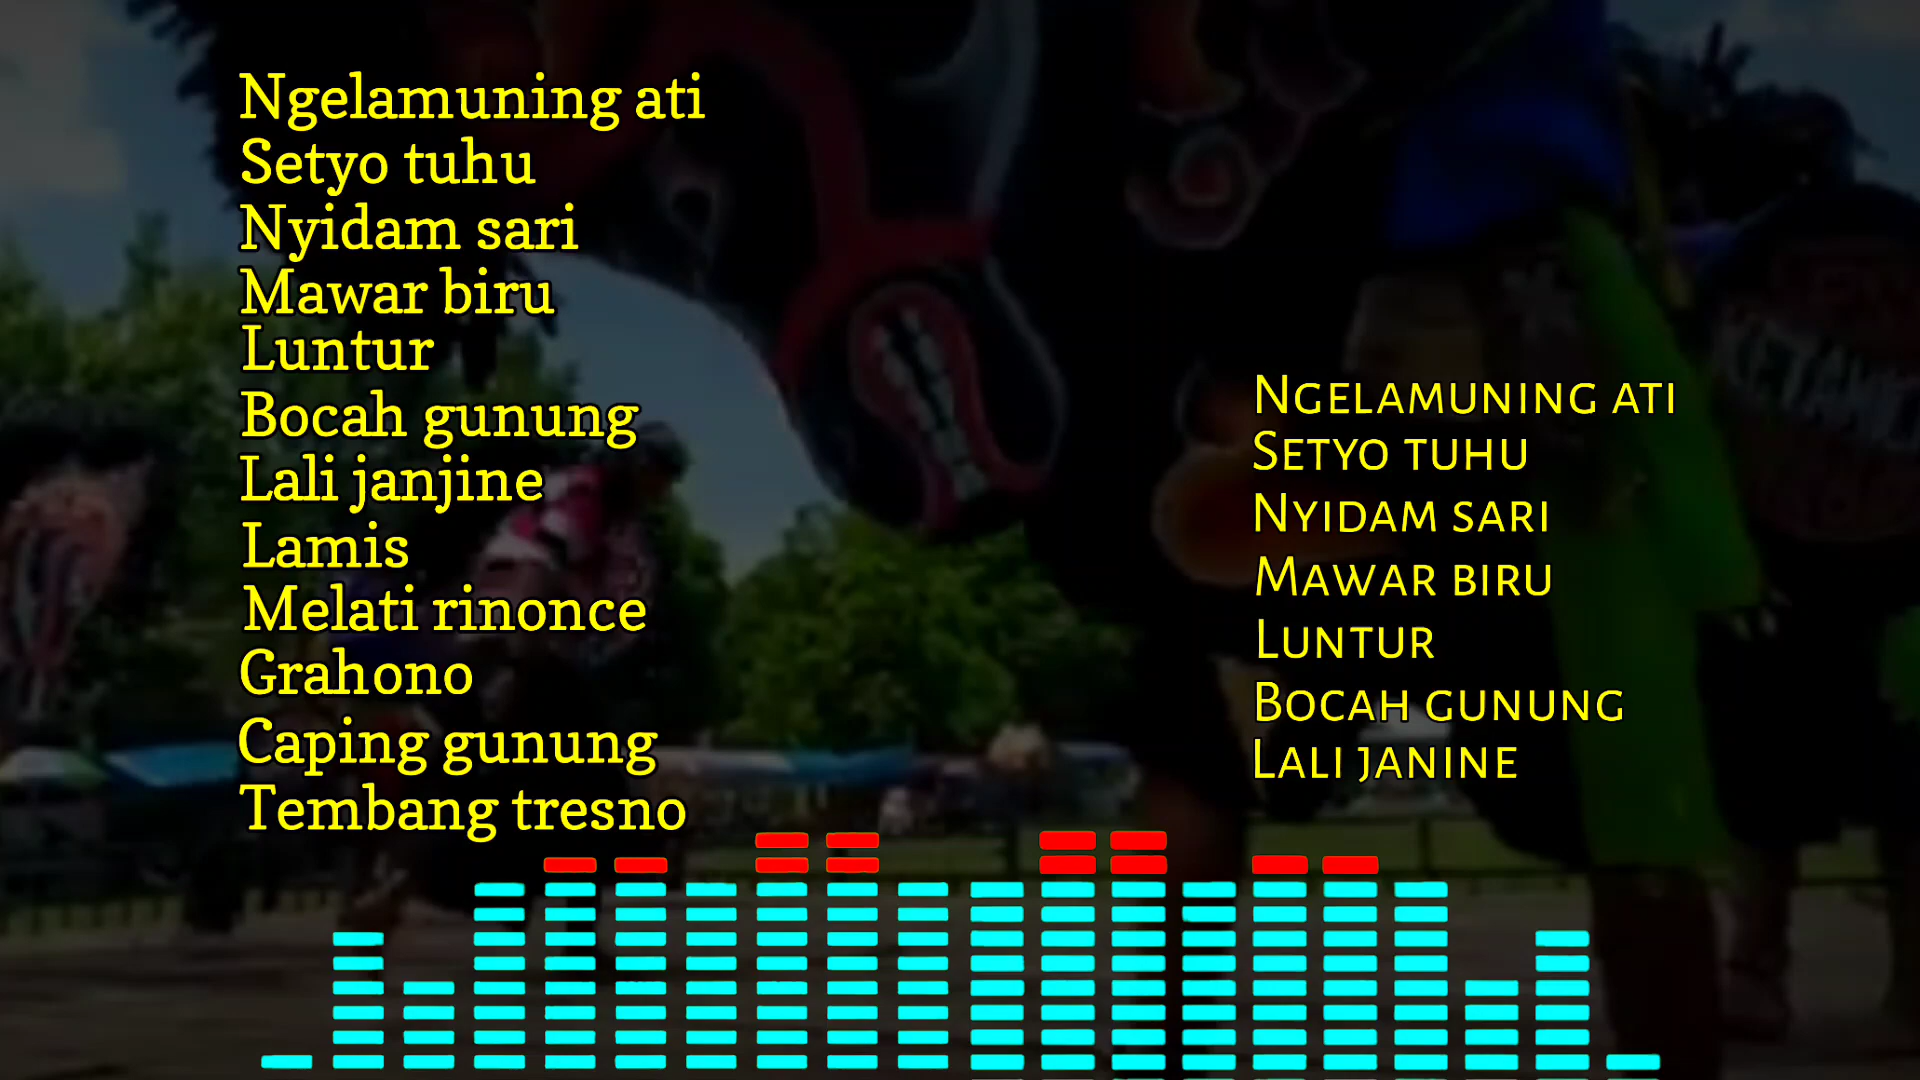 Ngelamuning ati
Setyo tuhu
Nyidam sari
Mawar biru
Luntur
Bocah gunung
Lali janjine
Lamis
Melati rinonce
Grahono
Caping gunung
Tembang tresno
Ngelamuning ati
Setyo tuhu
Nyidam sari
Mawar biru
Luntur
Bocah gunung
Lali janine